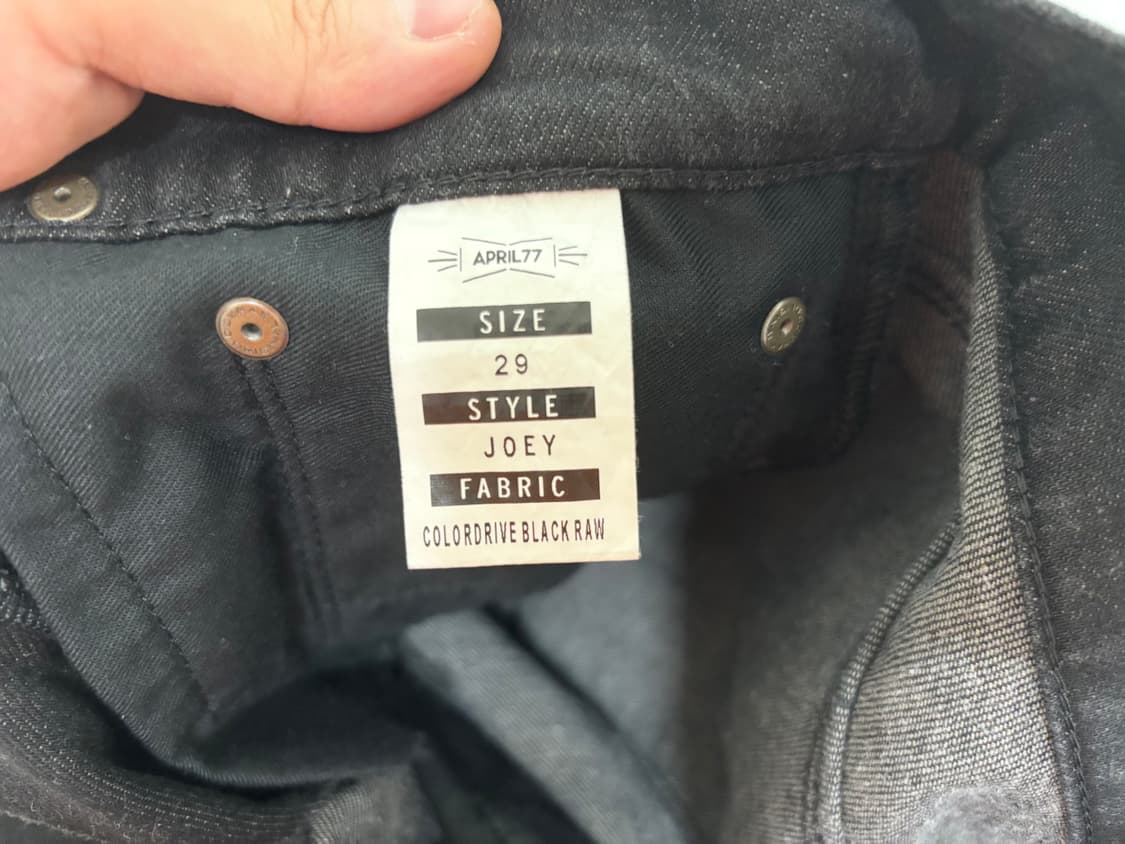 APRIL77
SIZE
29
STYLE
JOEY
FABRIC
COLORDRIVE BLACK RAW